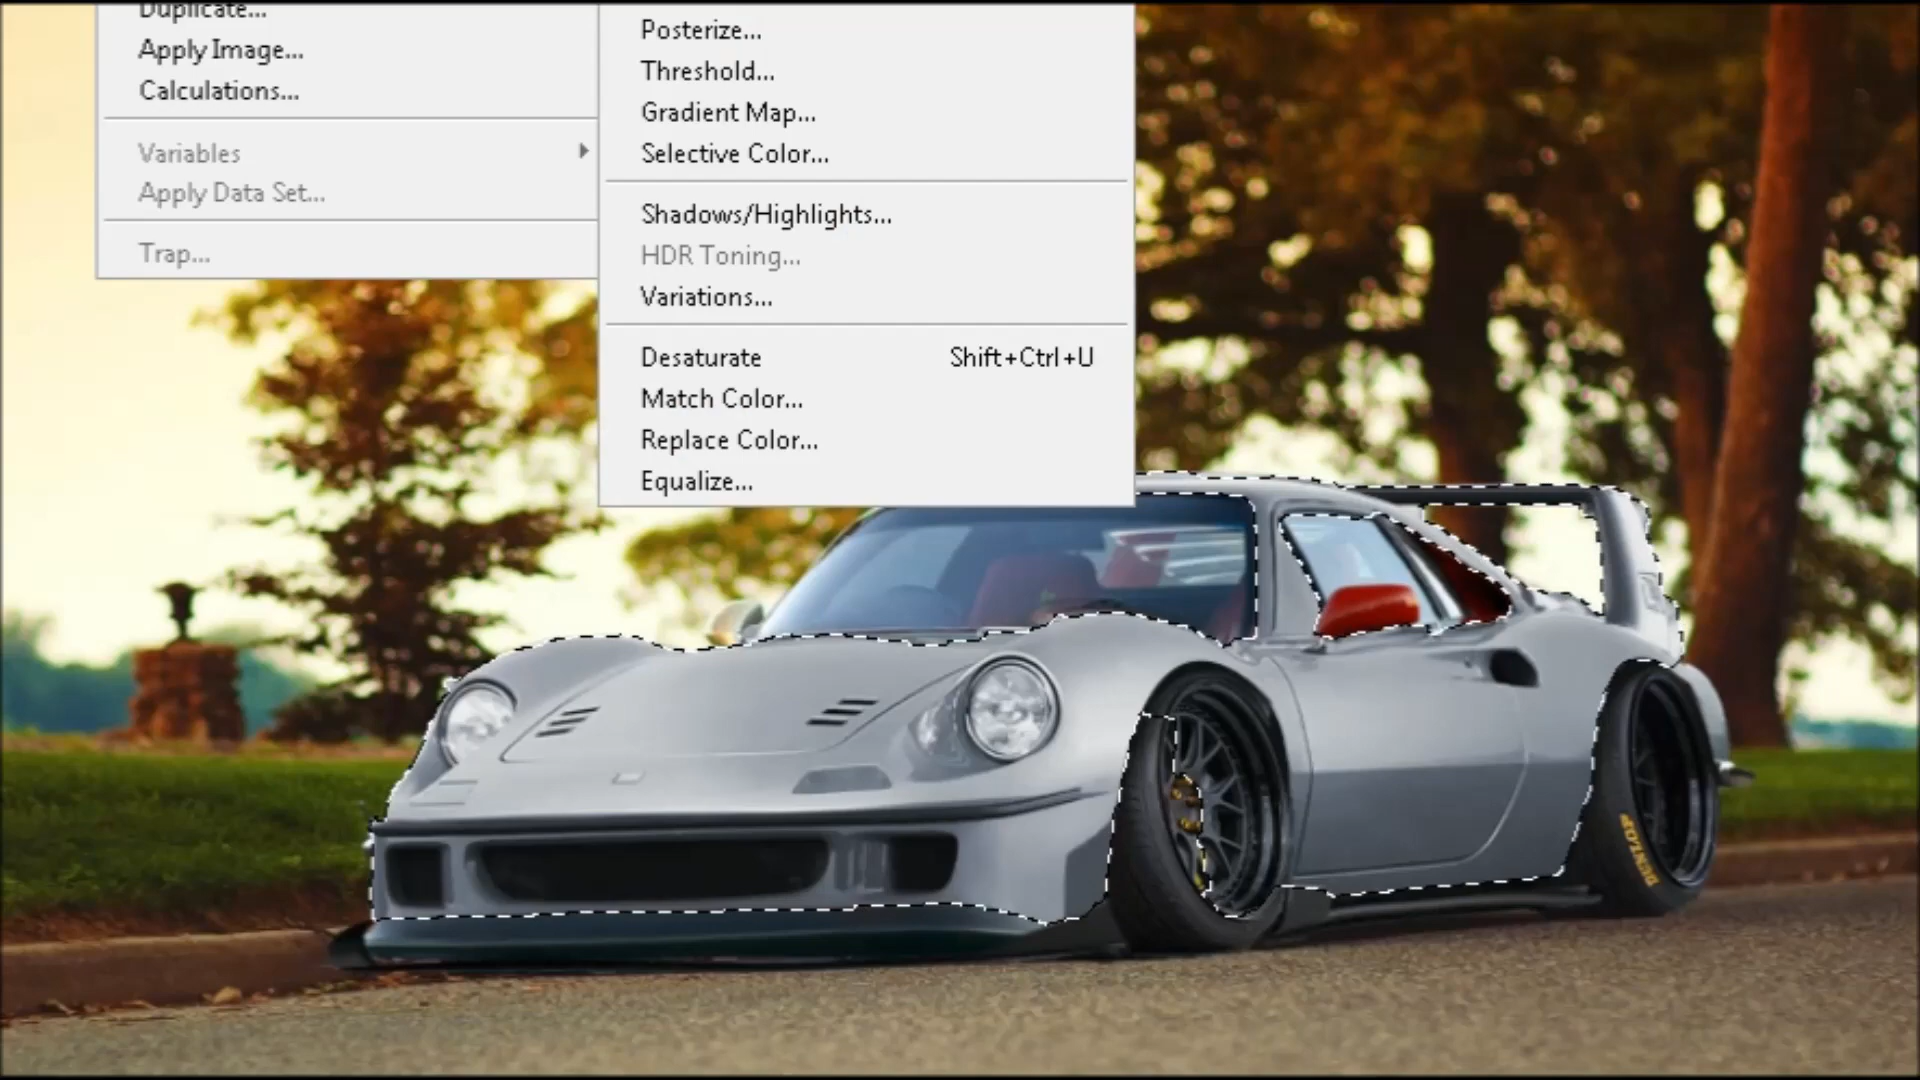 Duplicate...
Apply Image...
Calculations...
Variables
Apply Data Set...
Trap...
Posterize...
Threshold...
Gradient Map...
Selective Color...
Shadows/Highlights...
HDR Toning...
Variations...
Desaturate Shift+Ctrl+U
Match Color...
Replace Color...
Equalize...
DUNLOP